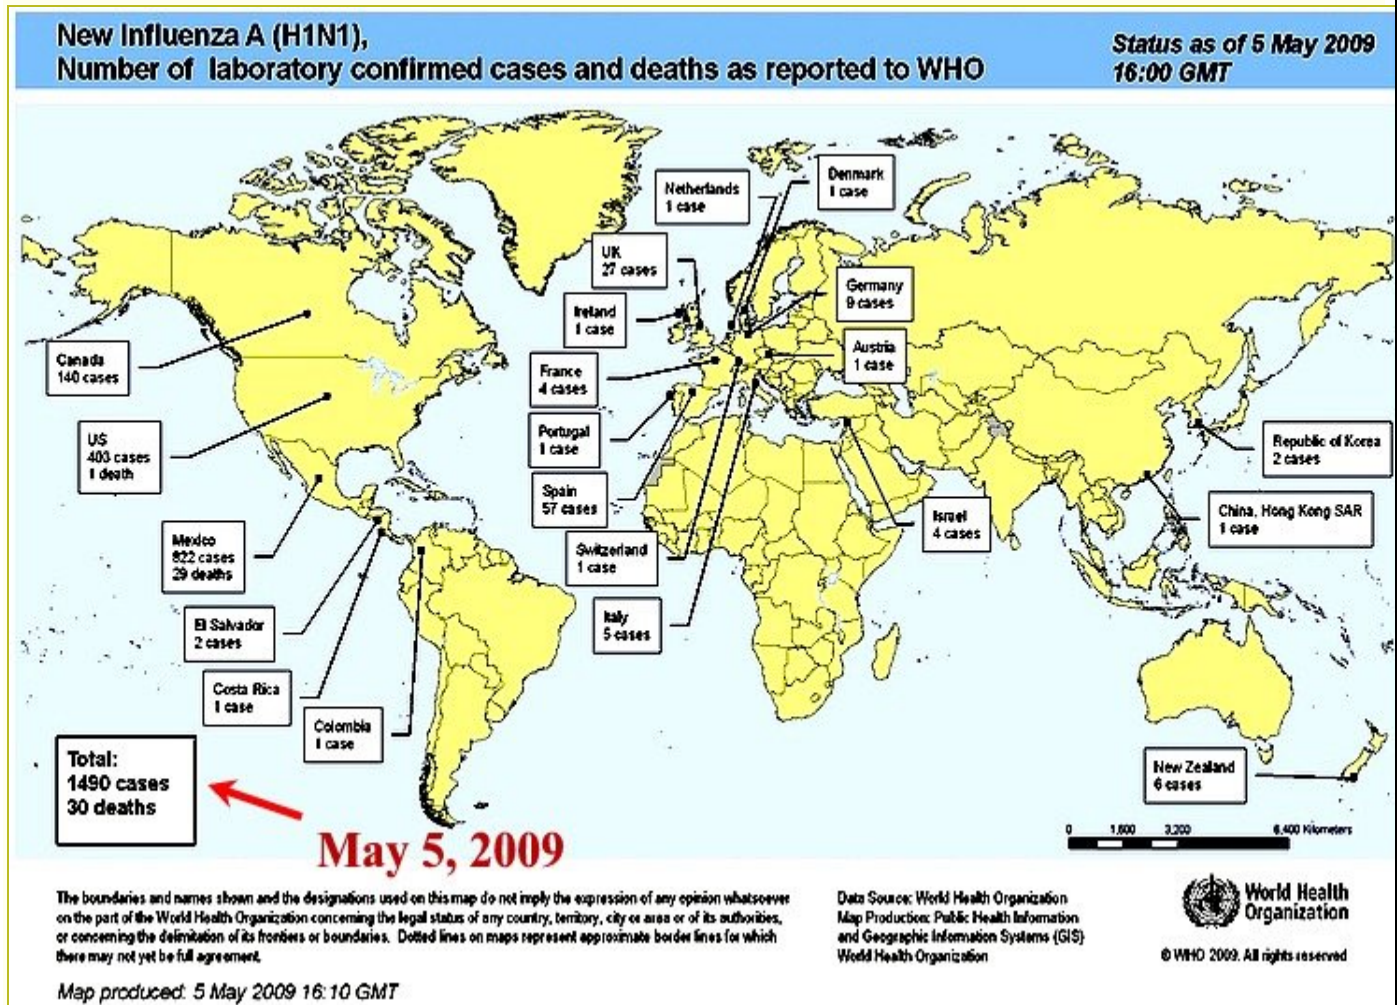 New Influenza A (H1N1),
Number of laboratory confirmed cases and deaths as reported to WHO
Status as of 5 May 2009
16:00 GMT
Netherlands
1 case
Denmark
1 case
UK
27 cases
Germany
9 cases
Ireland
1 case
Canada
140 cases
France
4 cases
Austria
1 case
US
403 cases
1 death
Portugal
1 case
Republic of Korea
2 cases
Spain
57 cases
Israel
4 cases
China, Hong Kong SAR
1 case
Mexico
822 cases
29 deaths
Switzerland
1 case
El Salvador
2 cases
Italy
5 cases
Costa Rica
1 case
Colombia
1 case
New Zealand
6 cases
Total:
1490 cases
30 deaths
May 5, 2009
0 1,600 3,200 6,400 Kilometers
The boundaries and names shown and the designations used on this map do not imply the expression of any opinion whatsoever
on the part of the World Health Organization concerning the legal status of any country, territory, city or area or of its authorities,
or concerning the delimitation of its frontiers or boundaries. Dotted lines on maps represent approximate border lines for which
there may not yet be full agreement.
Data Source: World Health Organization
Map Production: Public Health Information
and Geographic Information Systems (GIS)
World Health Organization
World Health
Organization
© WHO 2009. All rights reserved
Map produced: 5 May 2009 16:10 GMT